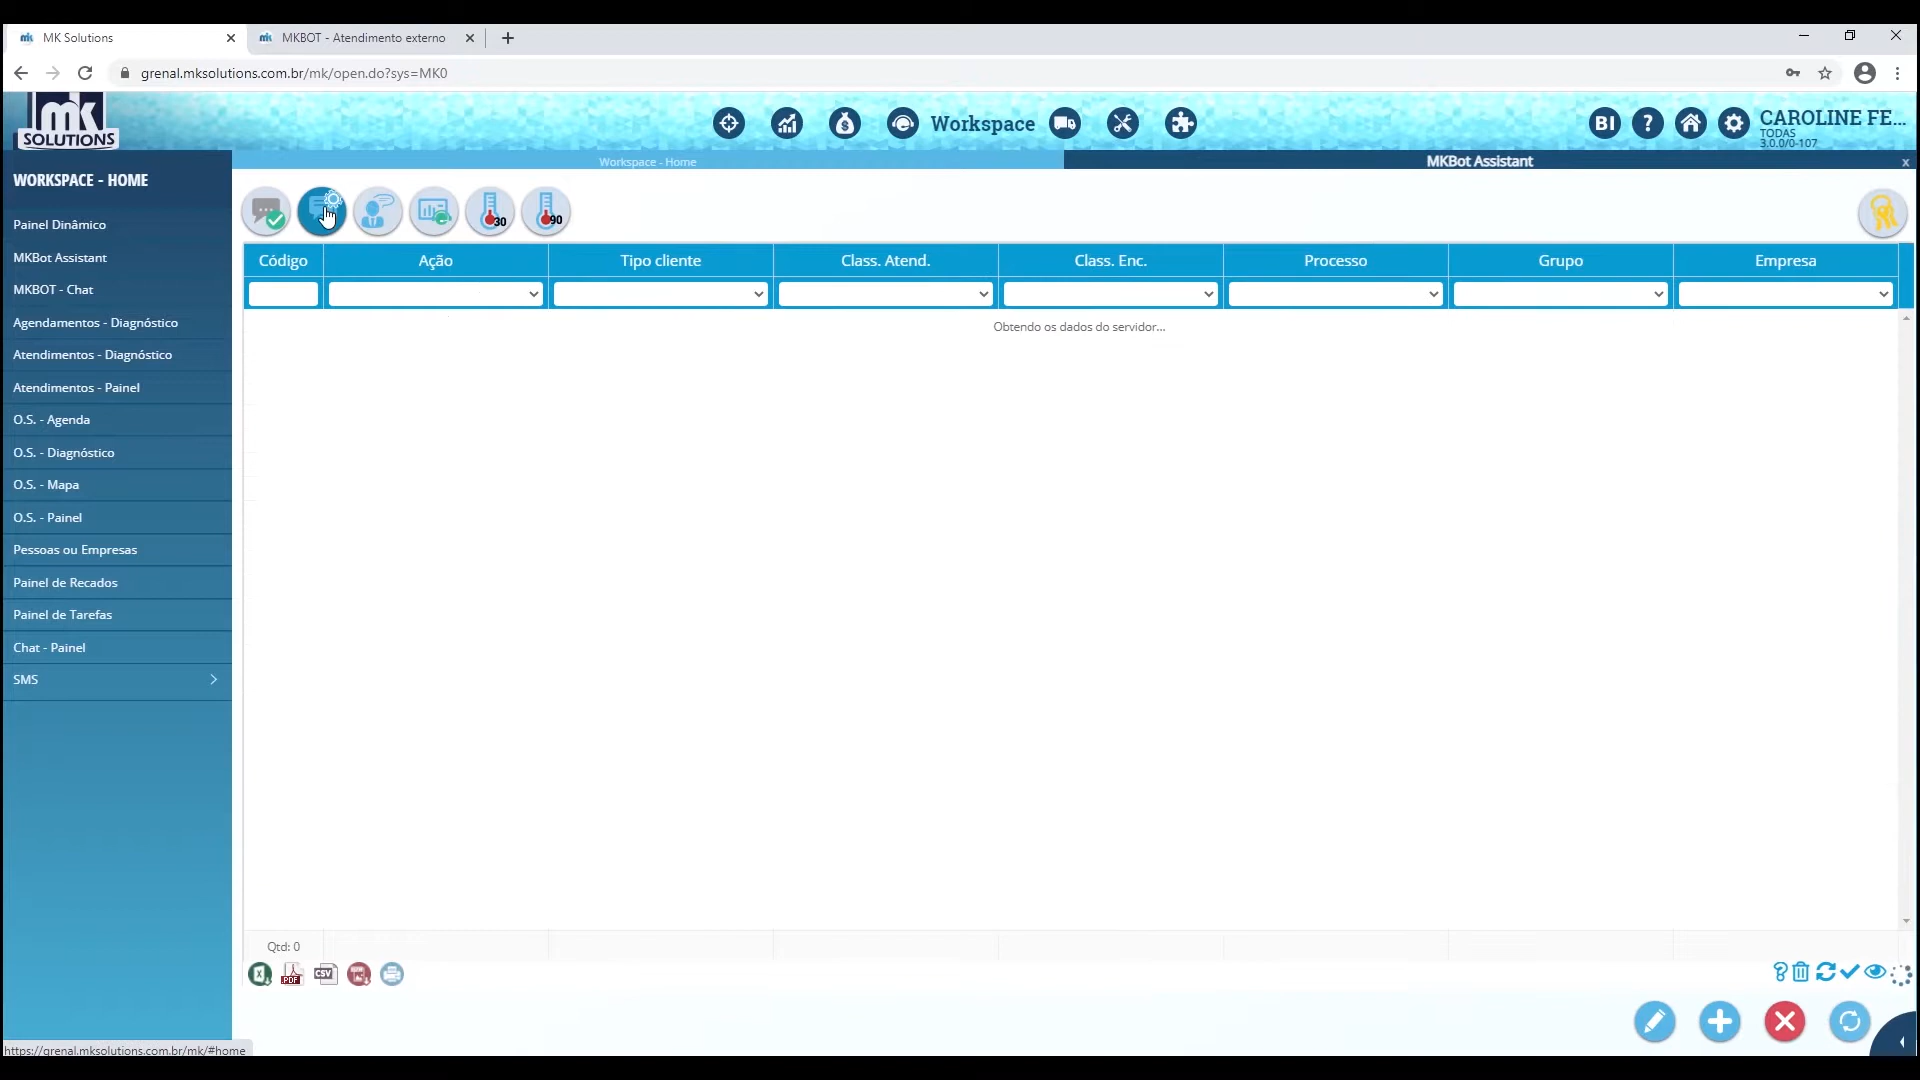 MK Solutions
MKBOT - Atendimento externo
grenal.mksolutions.com.br/mk/open.do?sys=MK0
mk
SOLUTIONS
Workspace
BI
?
CAROLINE FE...
TODAS
3.0.0/0-107
Workspace - Home
MKBot Assistant
x
WORKSPACE - HOME
Painel Dinâmico
MKBot Assistant
MKBOT - Chat
Agendamentos - Diagnóstico
Atendimentos - Diagnóstico
Atendimentos - Painel
O.S. - Agenda
O.S. - Diagnóstico
O.S. - Mapa
O.S. - Painel
Pessoas ou Empresas
Painel de Recados
Painel de Tarefas
Chat - Painel
SMS
30
90
Código
Ação
Tipo cliente
Class. Atend.
Class. Enc.
Processo
Grupo
Empresa
Obtendo os dados do servidor...
Qtd: 0
PDF
CSV
https://grenal.mksolutions.com.br/mk/#home